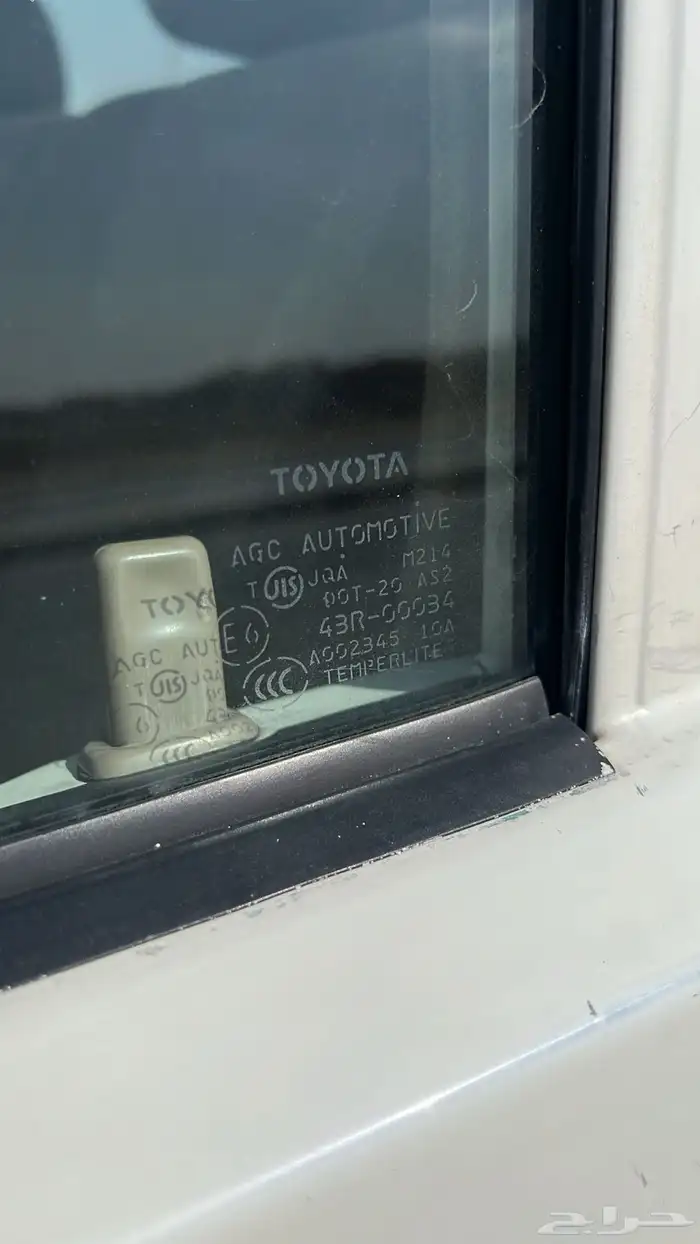 TOYOTA
AGC AUTOMOTIVE
T JIS JQA M214
DOT-20 AS2
E6 43R-00034
CCC A002345 10A
TEMPERLITE
حراج